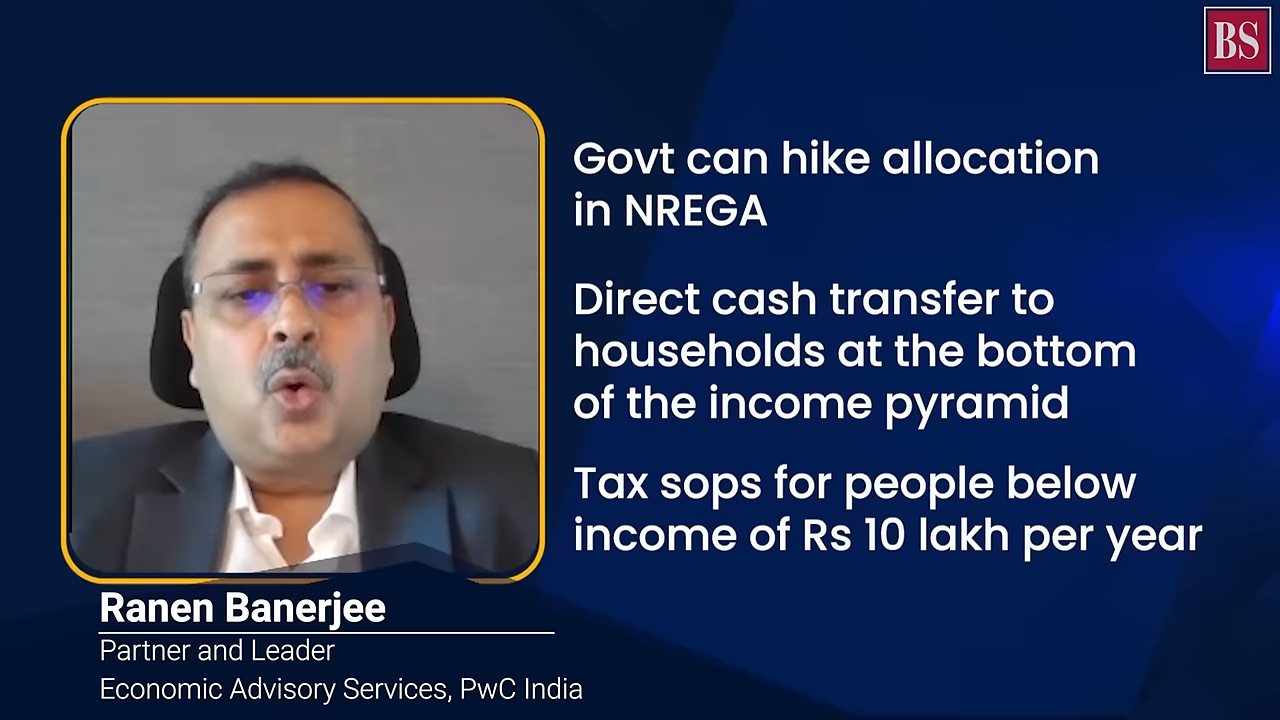 BS
Govt can hike allocation
in NREGA
Direct cash transfer to
households at the bottom
of the income pyramid
Tax sops for people below
income of Rs 10 lakh per year
Ranen Banerjee
Partner and Leader
Economic Advisory Services, PwC India